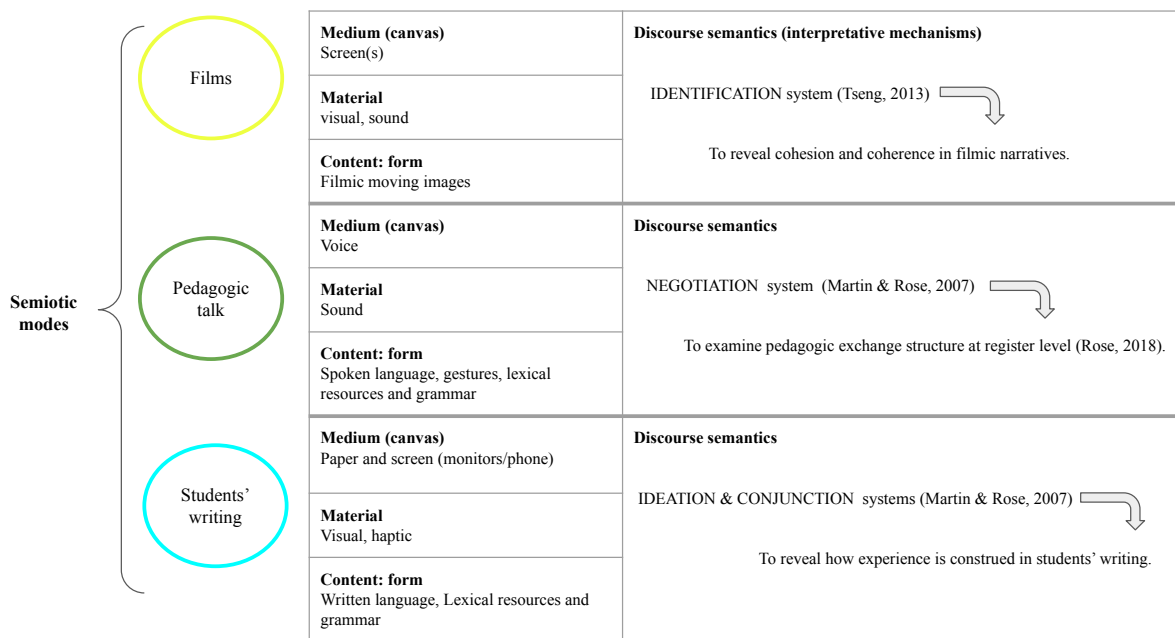 Semiotic
modes
Films
Medium (canvas)
Screen(s)
Material
visual, sound
Content: form
Filmic moving images
Discourse semantics (interpretative mechanisms)
IDENTIFICATION system (Tseng, 2013)
To reveal cohesion and coherence in filmic narratives.
Pedagogic
talk
Medium (canvas)
Voice
Material
Sound
Content: form
Spoken language, gestures, lexical
resources and grammar
Discourse semantics
NEGOTIATION system (Martin & Rose, 2007)
To examine pedagogic exchange structure at register level (Rose, 2018).
Students’
writing
Medium (canvas)
Paper and screen (monitors/phone)
Material
Visual, haptic
Content: form
Written language, Lexical resources and
grammar
Discourse semantics
IDEATION & CONJUNCTION systems (Martin & Rose, 2007)
To reveal how experience is construed in students’ writing.